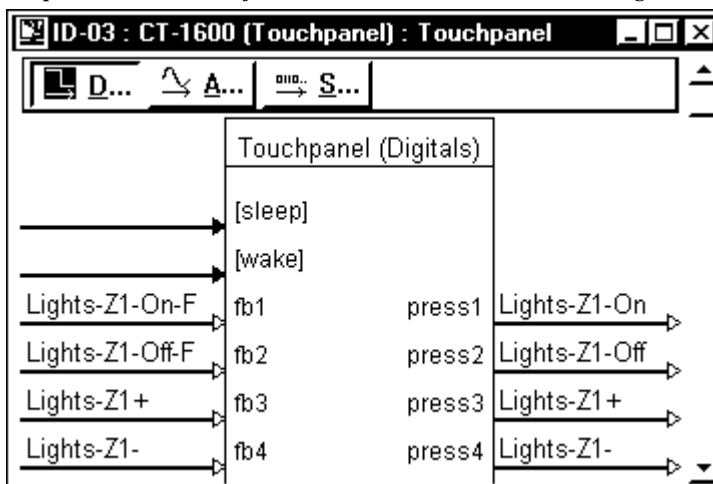 ID-03 : CT-1600 (Touchpanel) : Touchpanel
D... A... S...
Touchpanel (Digitals)
[sleep]
[wake]
Lights-Z1-On-F fb1 press1 Lights-Z1-On
Lights-Z1-Off-F fb2 press2 Lights-Z1-Off
Lights-Z1+ fb3 press3 Lights-Z1+
Lights-Z1- fb4 press4 Lights-Z1-